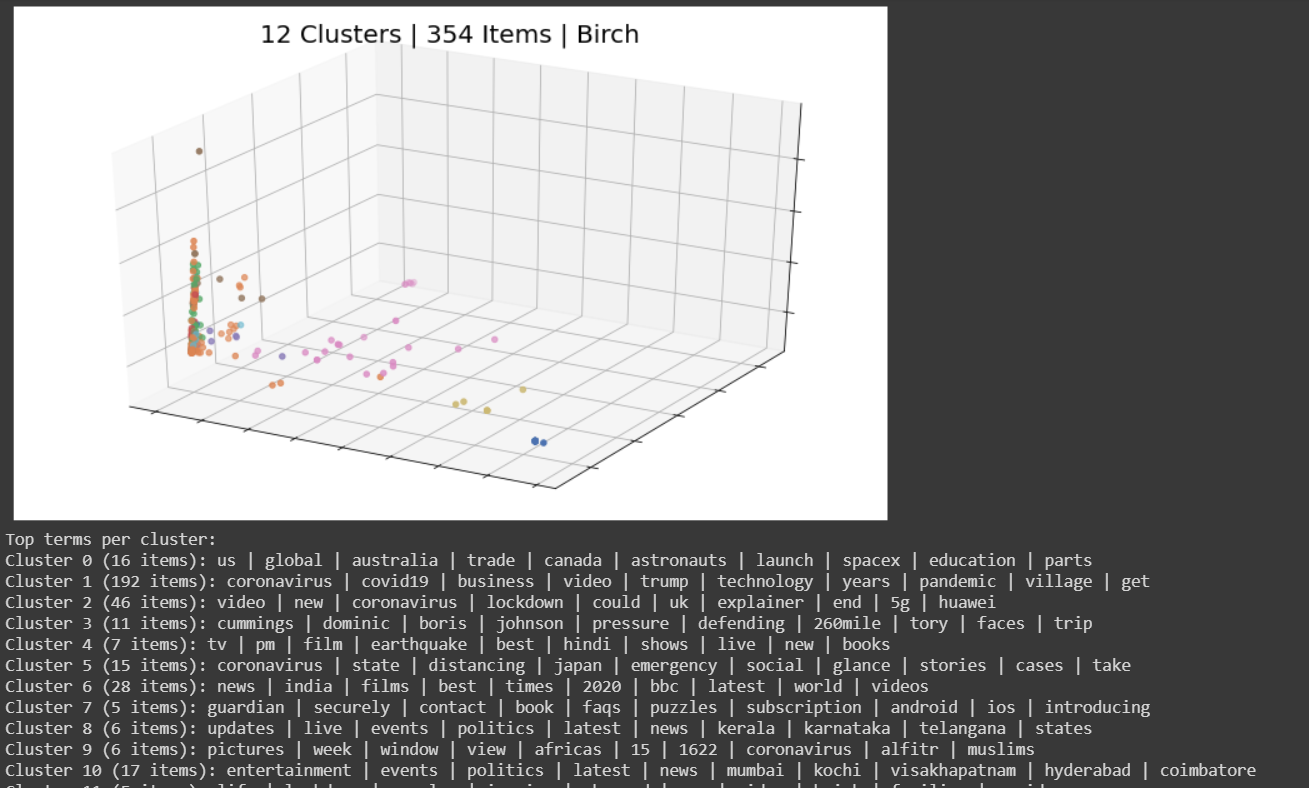 12 Clusters | 354 Items | Birch
Top terms per cluster:
Cluster 0 (16 items): us | global | australia | trade | canada | astronauts | launch | spacex | education | parts
Cluster 1 (192 items): coronavirus | covid19 | business | video | trump | technology | years | pandemic | village | get
Cluster 2 (46 items): video | new | coronavirus | lockdown | could | uk | explainer | end | 5g | huawei
Cluster 3 (11 items): cummings | dominic | boris | johnson | pressure | defending | 260mile | tory | faces | trip
Cluster 4 (7 items): tv | pm | film | earthquake | best | hindi | shows | live | new | books
Cluster 5 (15 items): coronavirus | state | distancing | japan | emergency | social | glance | stories | cases | take
Cluster 6 (28 items): news | india | films | best | times | 2020 | bbc | latest | world | videos
Cluster 7 (5 items): guardian | securely | contact | book | faqs | puzzles | subscription | android | ios | introducing
Cluster 8 (6 items): updates | live | events | politics | latest | news | kerala | karnataka | telangana | states
Cluster 9 (6 items): pictures | week | window | view | africas | 15 | 1622 | coronavirus | alfitr | muslims
Cluster 10 (17 items): entertainment | events | politics | latest | news | mumbai | kochi | visakhapatnam | hyderabad | coimbatore